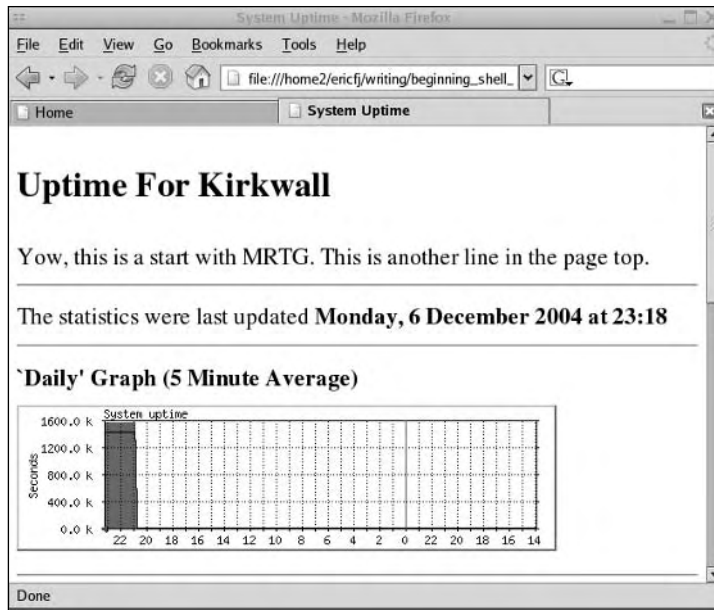 System Uptime - Mozilla Firefox
File Edit View Go Bookmarks Tools Help
file:///home2/ericfj/writing/beginning_shell_
G
Home
System Uptime
Uptime For Kirkwall
Yow, this is a start with MRTG. This is another line in the page top.
The statistics were last updated Monday, 6 December 2004 at 23:18
`Daily' Graph (5 Minute Average)
System uptime
1600.0 k
1200.0 k
800.0 k
400.0 k
0.0 k
Seconds
22 20 18 16 14 12 10 8 6 4 2 0 22 20 18 16 14
Done